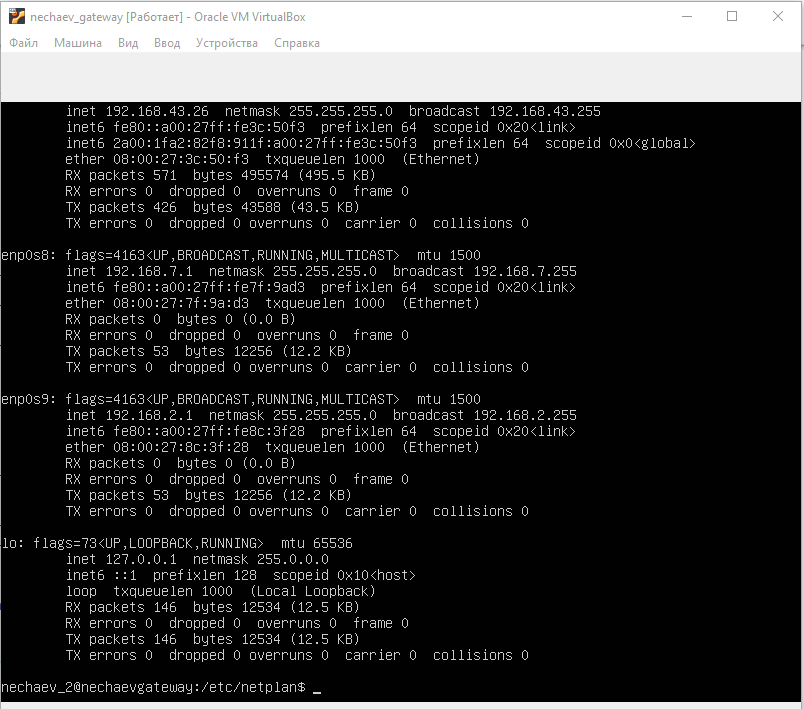 nechaev_gateway [Работает] - Oracle VM VirtualBox
Файл Машина Вид Ввод Устройства Справка
inet 192.168.43.26 netmask 255.255.255.0 broadcast 192.168.43.255
inet6 fe80::a00:27ff:fe3c:50f3 prefixlen 64 scopeid 0x20<link>
inet6 2a00:1fa2:82f8:911f:a00:27ff:fe3c:50f3 prefixlen 64 scopeid 0x0<global>
ether 08:00:27:3c:50:f3 txqueuelen 1000 (Ethernet)
RX packets 571 bytes 495574 (495.5 KB)
RX errors 0 dropped 0 overruns 0 frame 0
TX packets 426 bytes 43588 (43.5 KB)
TX errors 0 dropped 0 overruns 0 carrier 0 collisions 0
enp0s8: flags=4163<UP,BROADCAST,RUNNING,MULTICAST> mtu 1500
inet 192.168.7.1 netmask 255.255.255.0 broadcast 192.168.7.255
inet6 fe80::a00:27ff:fe7f:9ad3 prefixlen 64 scopeid 0x20<link>
ether 08:00:27:7f:9a:d3 txqueuelen 1000 (Ethernet)
RX packets 0 bytes 0 (0.0 B)
RX errors 0 dropped 0 overruns 0 frame 0
TX packets 53 bytes 12256 (12.2 KB)
TX errors 0 dropped 0 overruns 0 carrier 0 collisions 0
enp0s9: flags=4163<UP,BROADCAST,RUNNING,MULTICAST> mtu 1500
inet 192.168.2.1 netmask 255.255.255.0 broadcast 192.168.2.255
inet6 fe80::a00:27ff:fe8c:3f28 prefixlen 64 scopeid 0x20<link>
ether 08:00:27:8c:3f:28 txqueuelen 1000 (Ethernet)
RX packets 0 bytes 0 (0.0 B)
RX errors 0 dropped 0 overruns 0 frame 0
TX packets 53 bytes 12256 (12.2 KB)
TX errors 0 dropped 0 overruns 0 carrier 0 collisions 0
lo: flags=73<UP,LOOPBACK,RUNNING> mtu 65536
inet 127.0.0.1 netmask 255.0.0.0
inet6 ::1 prefixlen 128 scopeid 0x10<host>
loop txqueuelen 1000 (Local Loopback)
RX packets 146 bytes 12534 (12.5 KB)
RX errors 0 dropped 0 overruns 0 frame 0
TX packets 146 bytes 12534 (12.5 KB)
TX errors 0 dropped 0 overruns 0 carrier 0 collisions 0
nechaev_2@nechaevgateway:/etc/netplan$ _